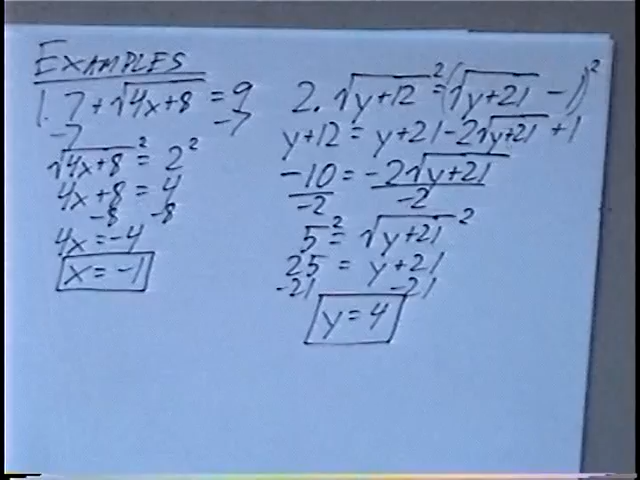 EXAMPLES
1. 7 + √4x+8 = 9
-7 -7
√4x+8² = 2²
4x+8 = 4
-8 -8
4x = -4
x = -1
2. √y+12² = (√y+21 - 1)²
y+12 = y+21-2√y+21 + 1
-10 = -2√y+21
-2 -2
5² = √y+21²
25 = y+21
-21 -21
y = 4